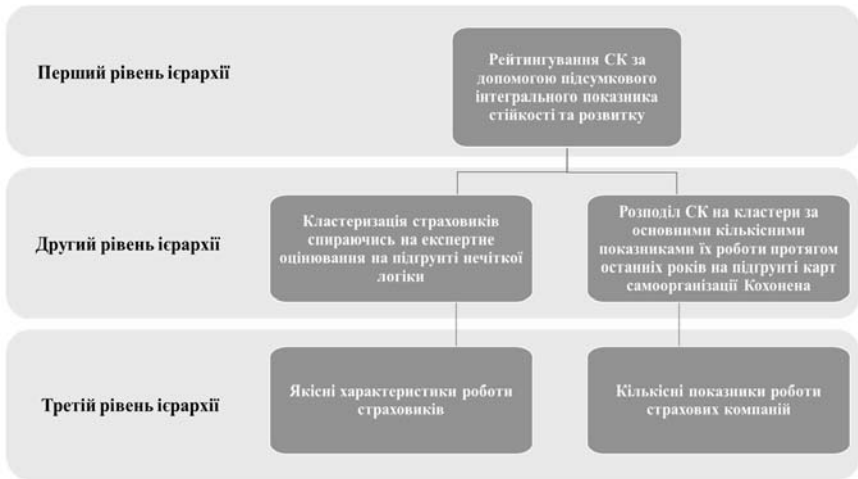 Перший рівень ієрархії
Рейтингування СК за
допомогою підсумкового
інтегрального показника
стійкості та розвитку
Другий рівень ієрархії
Кластеризація страховиків
спираючись на експертне
оцінювання на підґрунті нечіткої
логіки
Розподіл СК на кластери за
основними кількісними
показниками їх роботи протягом
останніх років на підґрунті карт
самоорганізації Кохонена
Третій рівень ієрархії
Якісні характеристики роботи
страховиків
Кількісні показники роботи
страхових компаній